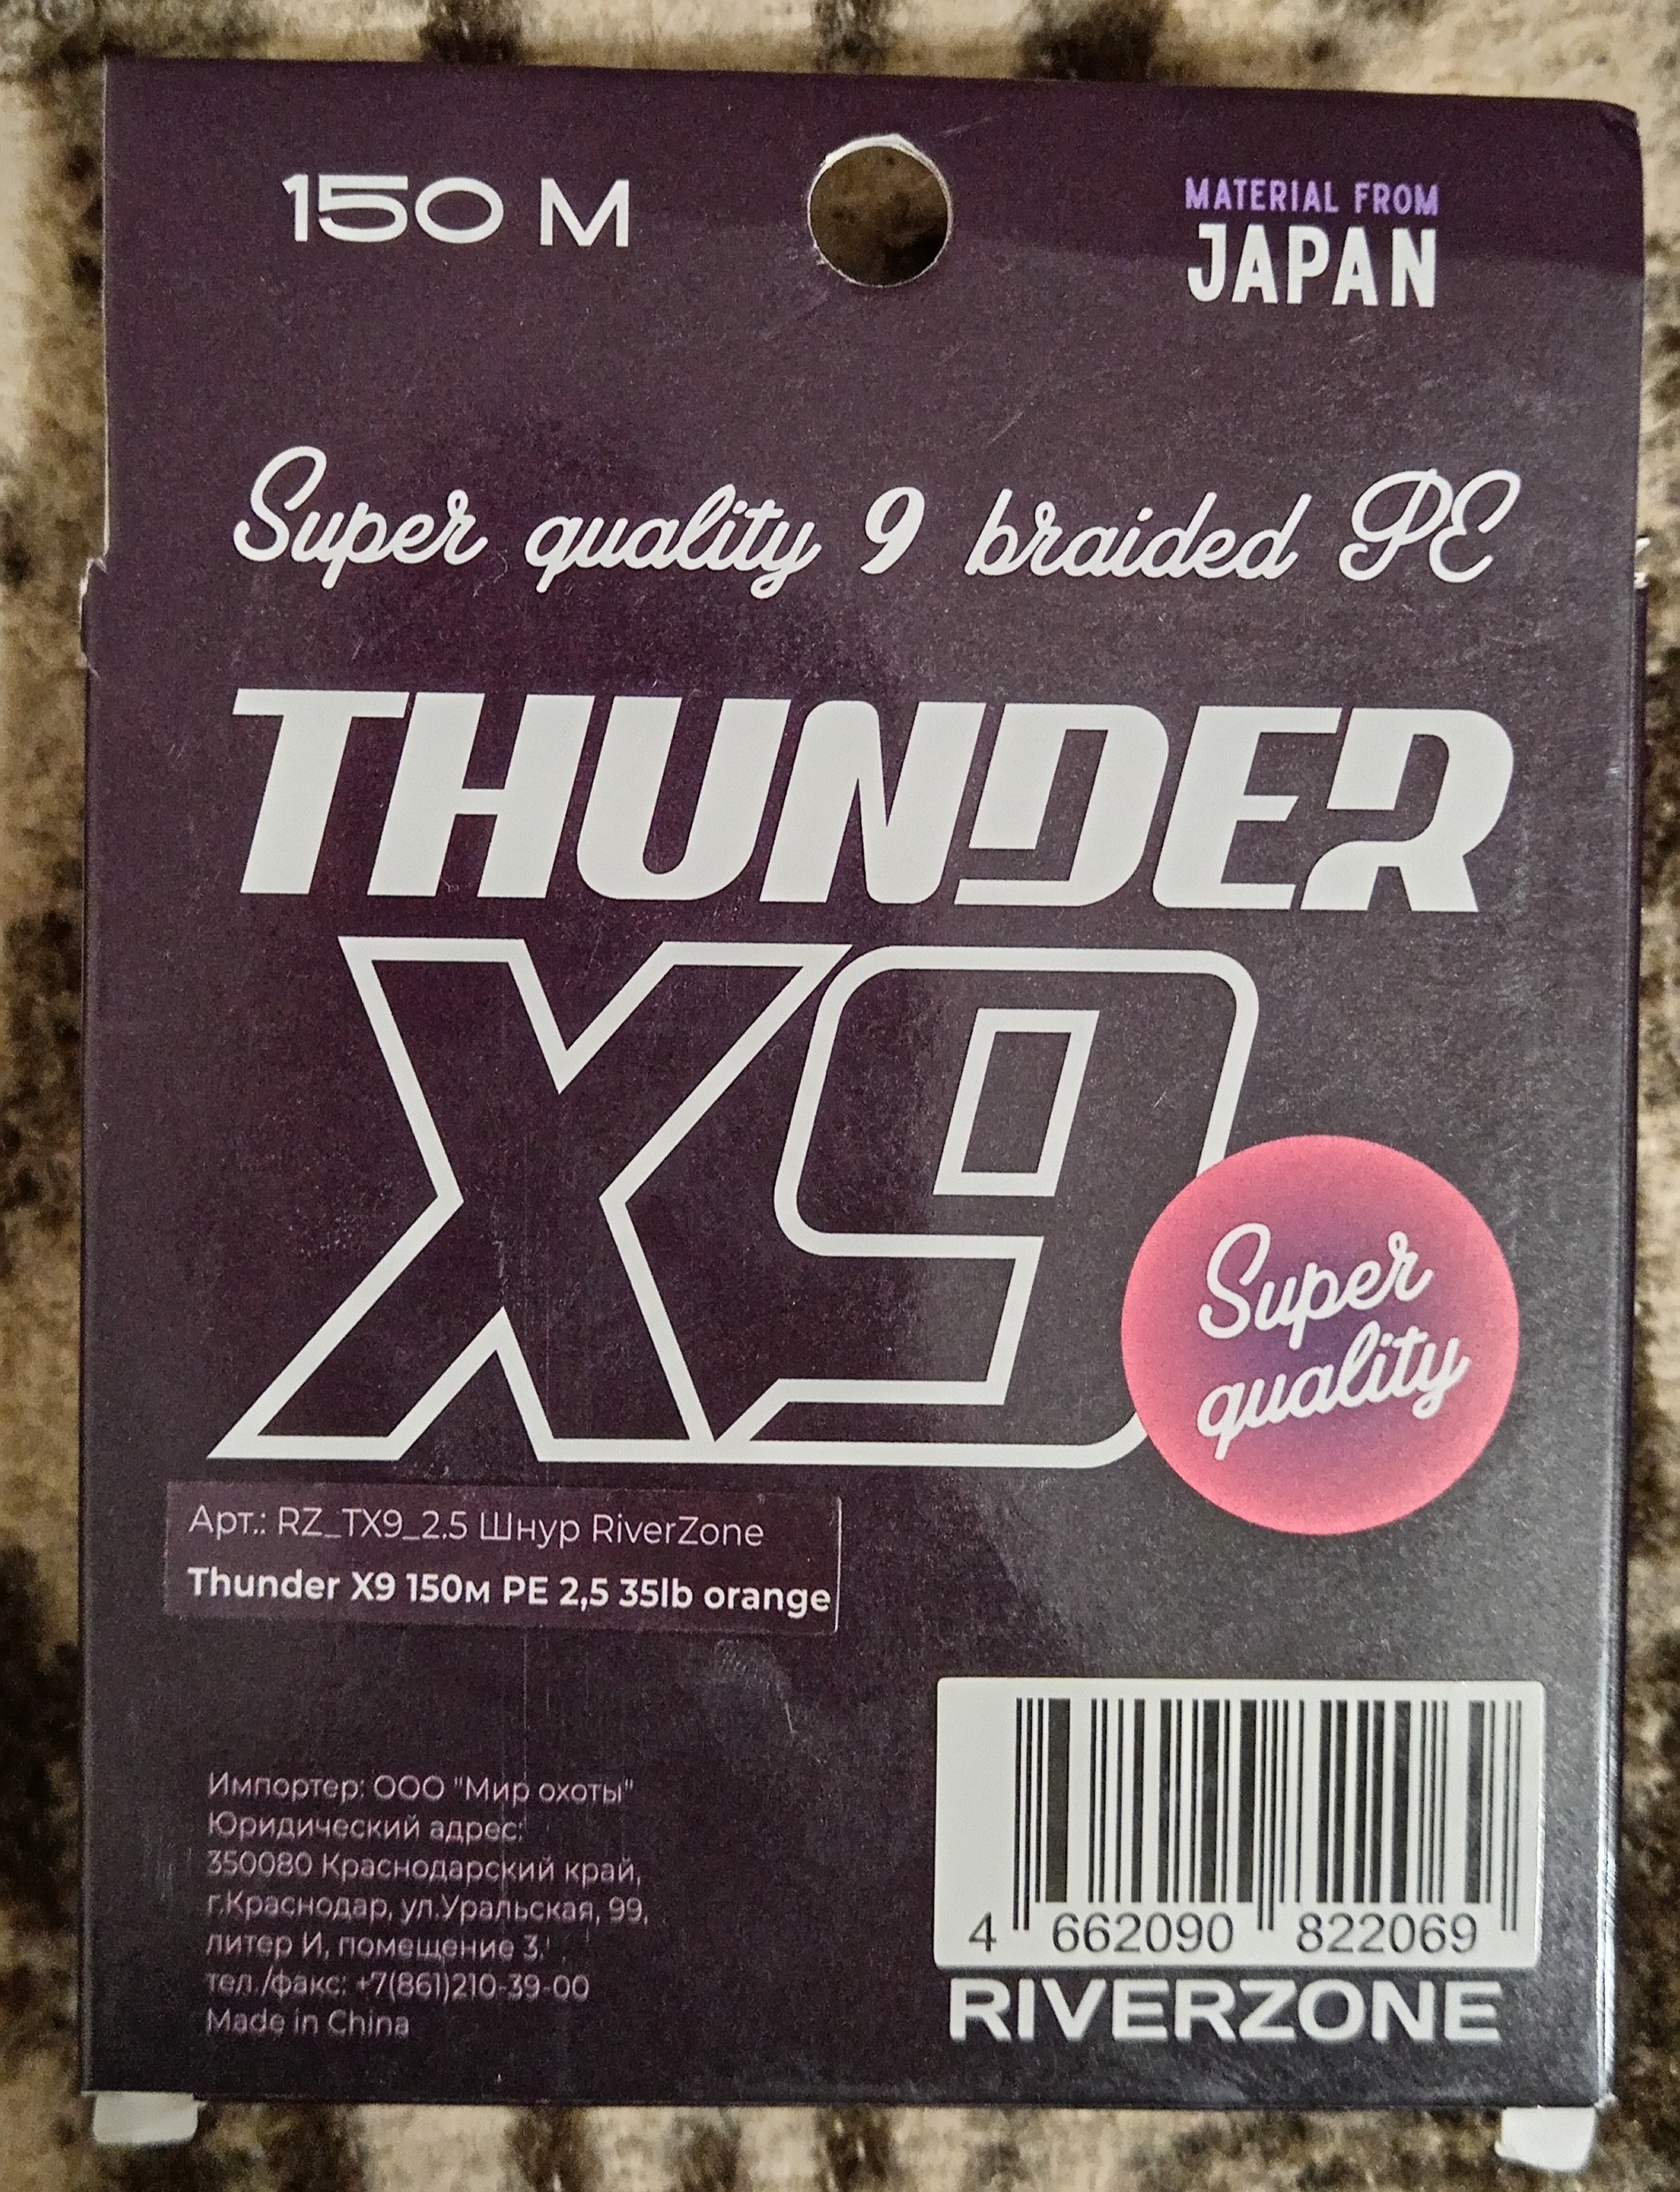 150 M
MATERIAL FROM
JAPAN
Super quality 9 braided PE
THUNDER
X9
Super
quality
Арт.: RZ_TX9_2.5 Шнур RiverZone
Thunder X9 150м PE 2,5 35lb orange
Импортер: ООО "Мир охоты"
Юридический адрес:
350080 Краснодарский край,
г.Краснодар, ул.Уральская, 99,
литер И, помещение 3.
тел./факс: +7(861)210-39-00
Made in China
4 662090 822069
RIVERZONE